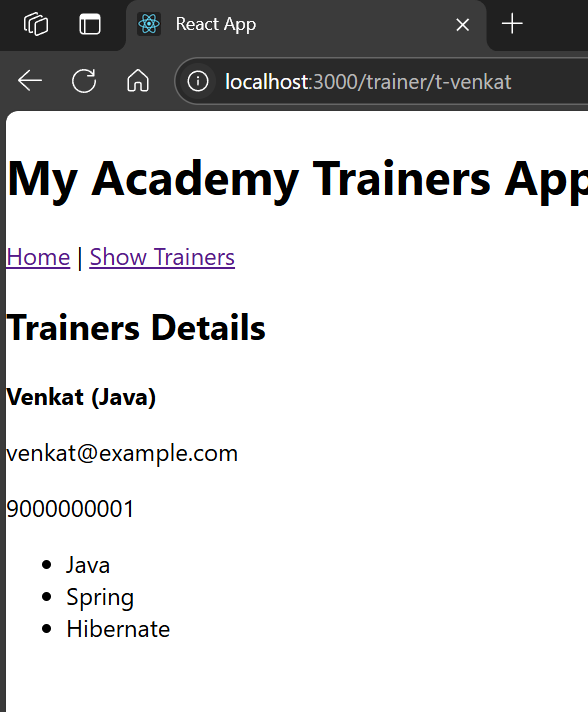 React App
localhost:3000/trainer/t-venkat
My Academy Trainers App
Home | Show Trainers
Trainers Details
Venkat (Java)
venkat@example.com
9000000001
Java
Spring
Hibernate